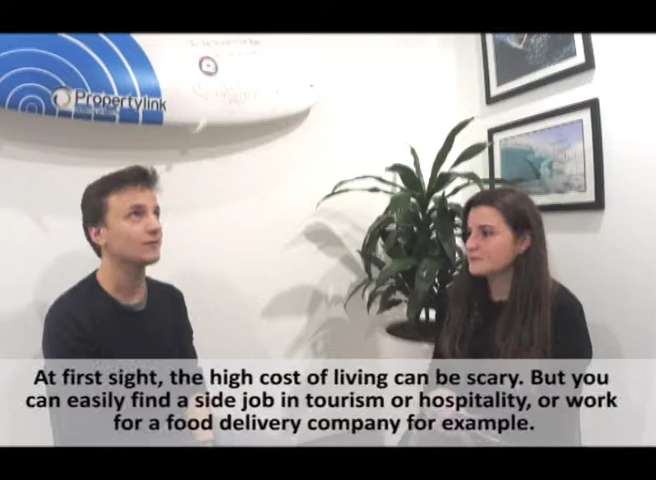 Propertylink
At first sight, the high cost of living can be scary. But you
can easily find a side job in tourism or hospitality, or work
for a food delivery company for example.